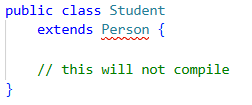 public class Student
    extends Person {

    // this will not compile
}